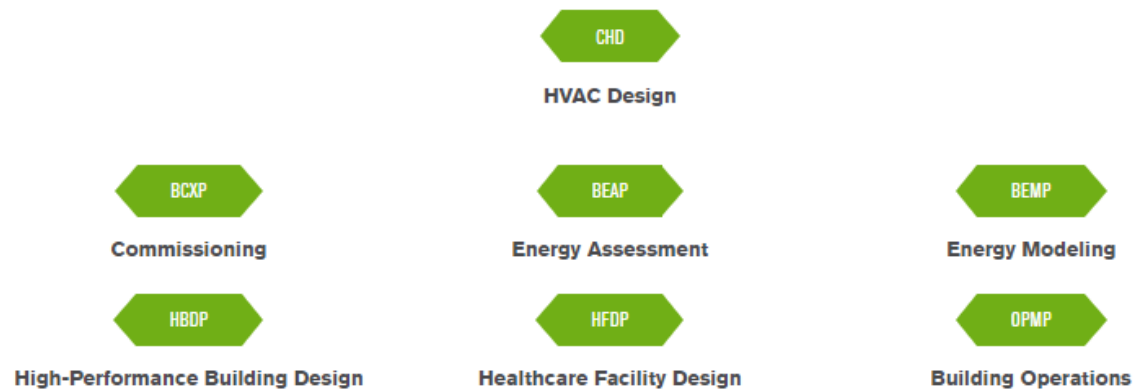 CHD
HVAC Design
BCXP
BEAP
BEMP
Commissioning
Energy Assessment
Energy Modeling
HBDP
HFDP
OPMP
High-Performance Building Design
Healthcare Facility Design
Building Operations